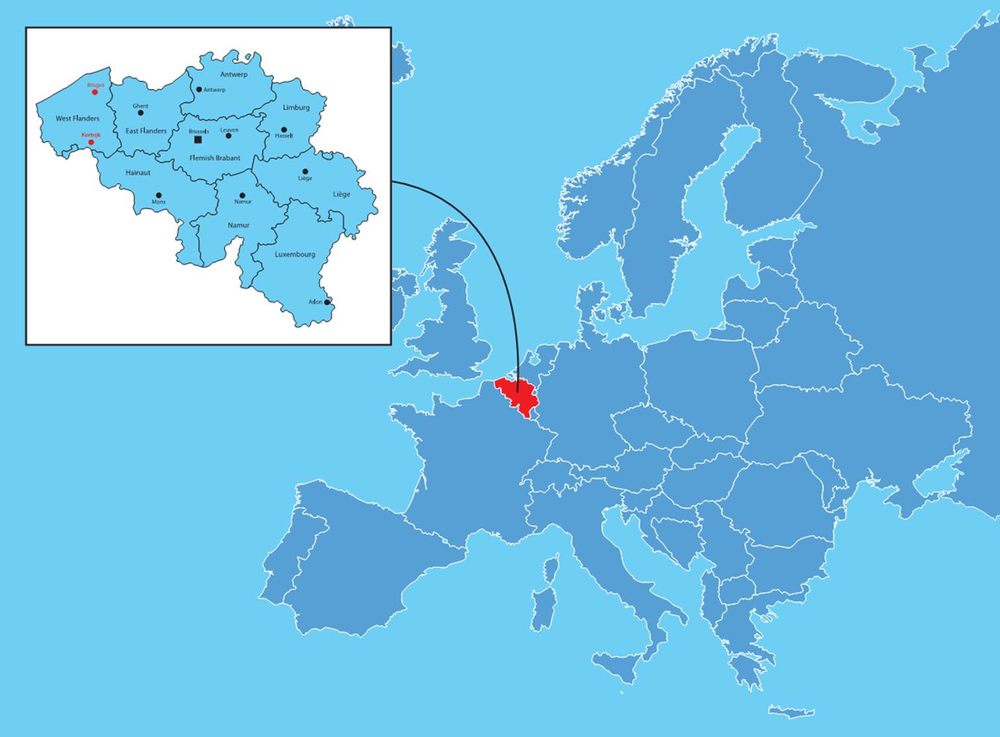 Antwerp
Bruges
Antwerp
Ghent
Limburg
West Flanders
East Flanders
Brussels
Leuven
Hasselt
Kortrijk
Flemish Brabant
Hainaut
Liège
Liège
Mons
Namur
Namur
Luxembourg
Arlon